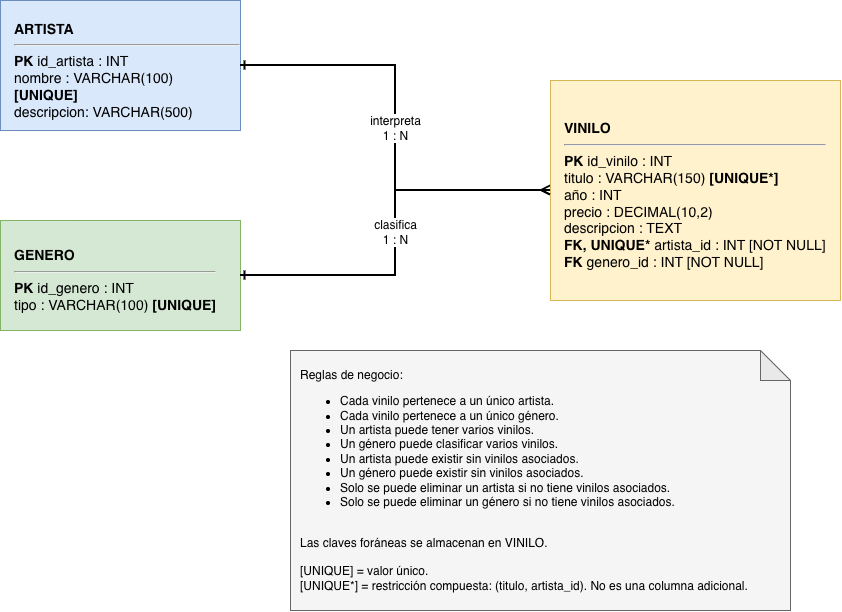 ARTISTA
PK id_artista : INT
nombre : VARCHAR(100)
[UNIQUE]
descripcion: VARCHAR(500)
interpreta
1 : N
VINILO
PK id_vinilo : INT
titulo : VARCHAR(150) [UNIQUE*]
año : INT
precio : DECIMAL(10,2)
descripcion : TEXT
FK, UNIQUE* artista_id : INT [NOT NULL]
FK genero_id : INT [NOT NULL]
clasifica
1 : N
GENERO
PK id_genero : INT
tipo : VARCHAR(100) [UNIQUE]
Reglas de negocio:
• Cada vinilo pertenece a un único artista.
• Cada vinilo pertenece a un único género.
• Un artista puede tener varios vinilos.
• Un género puede clasificar varios vinilos.
• Un artista puede existir sin vinilos asociados.
• Un género puede existir sin vinilos asociados.
• Solo se puede eliminar un artista si no tiene vinilos asociados.
• Solo se puede eliminar un género si no tiene vinilos asociados.
Las claves foráneas se almacenan en VINILO.
[UNIQUE] = valor único.
[UNIQUE*] = restricción compuesta: (titulo, artista_id). No es una columna adicional.